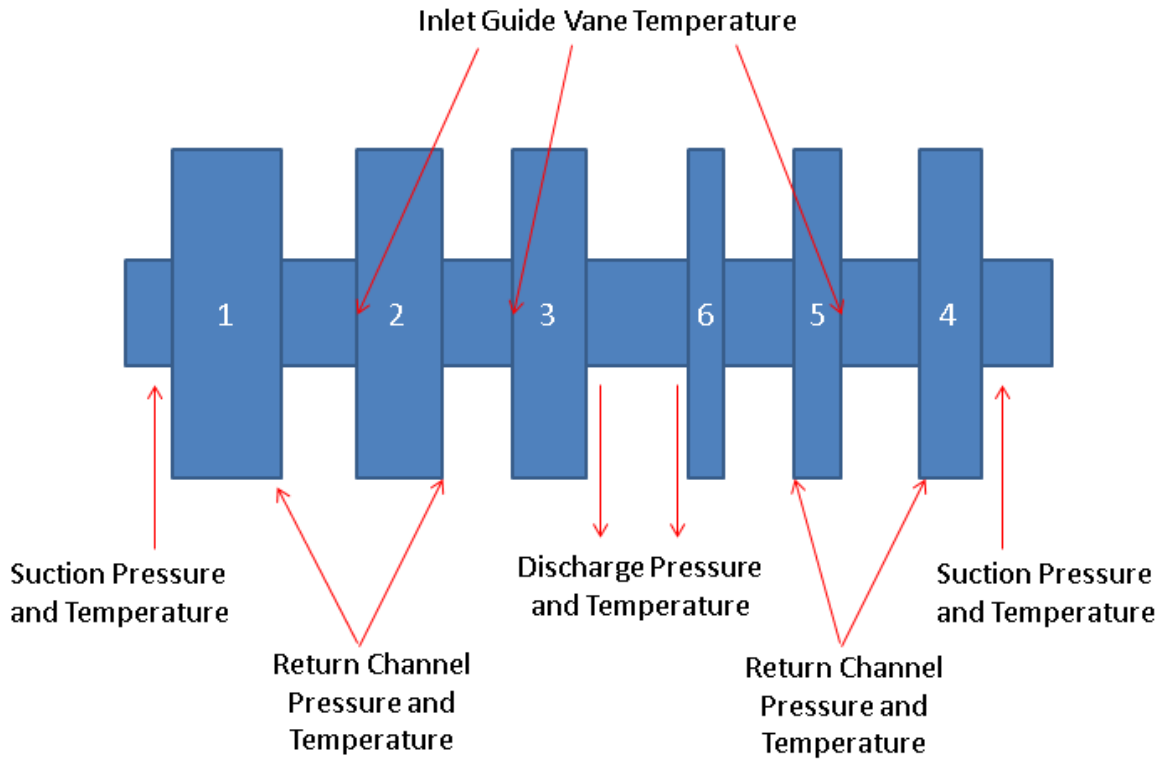 Inlet Guide Vane Temperature
1
2
3
6
5
4
Suction Pressure
and Temperature
Discharge Pressure
and Temperature
Suction Pressure
and Temperature
Return Channel
Pressure and
Temperature
Return Channel
Pressure and
Temperature